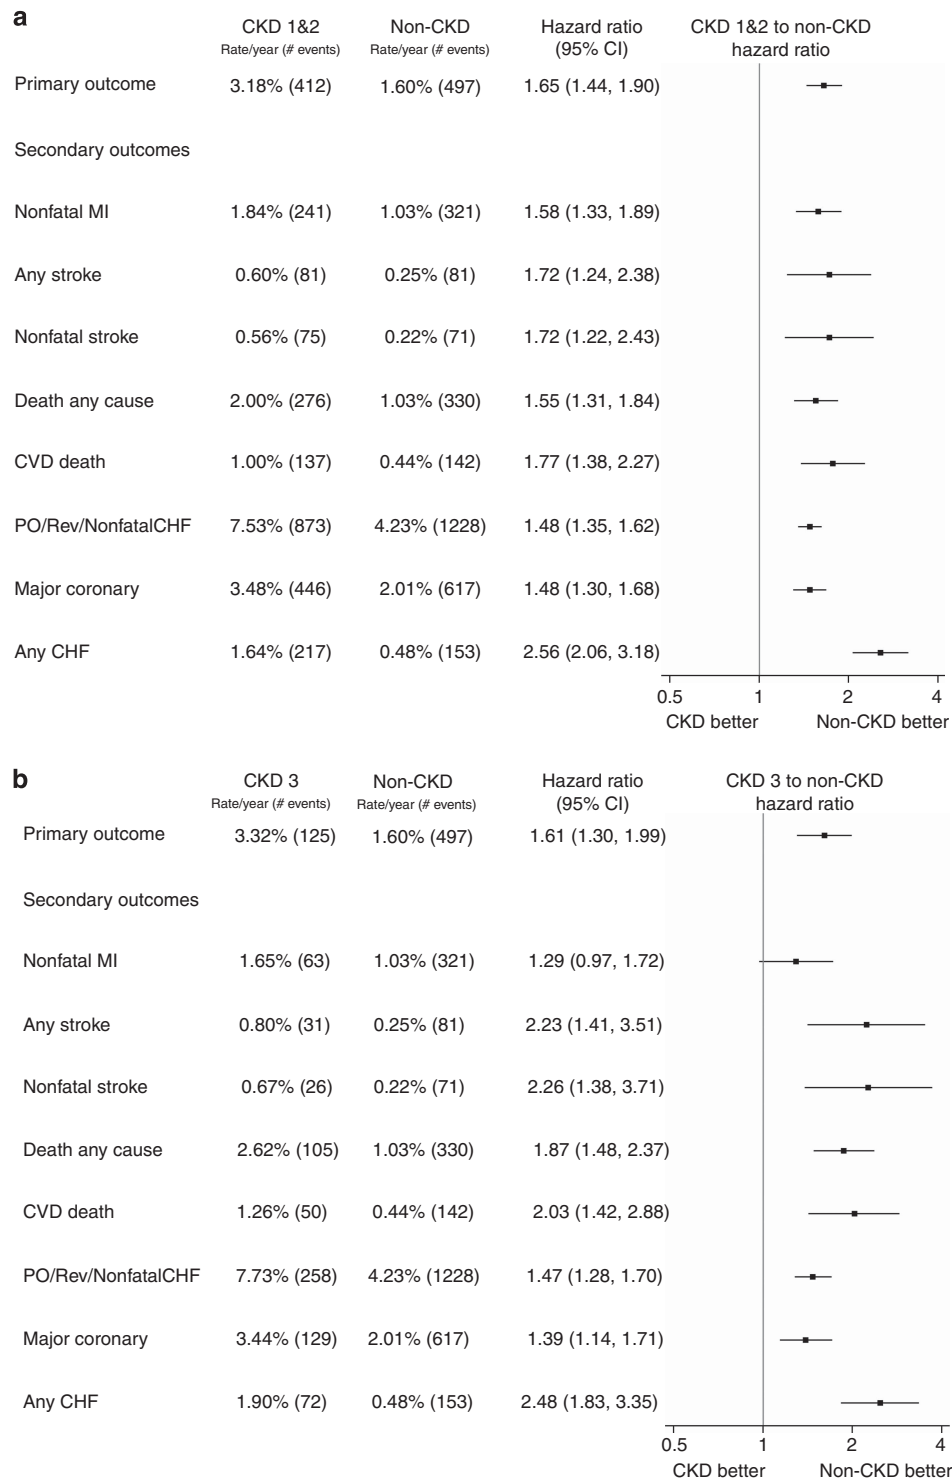 a
CKD 1&2 Non-CKD Hazard ratio CKD 1&2 to non-CKD
Rate/year (# events) Rate/year (# events) (95% CI) hazard ratio
Primary outcome 3.18% (412) 1.60% (497) 1.65 (1.44, 1.90)
Secondary outcomes
Nonfatal MI 1.84% (241) 1.03% (321) 1.58 (1.33, 1.89)
Any stroke 0.60% (81) 0.25% (81) 1.72 (1.24, 2.38)
Nonfatal stroke 0.56% (75) 0.22% (71) 1.72 (1.22, 2.43)
Death any cause 2.00% (276) 1.03% (330) 1.55 (1.31, 1.84)
CVD death 1.00% (137) 0.44% (142) 1.77 (1.38, 2.27)
PO/Rev/NonfatalCHF 7.53% (873) 4.23% (1228) 1.48 (1.35, 1.62)
Major coronary 3.48% (446) 2.01% (617) 1.48 (1.30, 1.68)
Any CHF 1.64% (217) 0.48% (153) 2.56 (2.06, 3.18)
0.5 1 2 4
CKD better Non-CKD better
b
CKD 3 Non-CKD Hazard ratio CKD 3 to non-CKD
Rate/year (# events) Rate/year (# events) (95% CI) hazard ratio
Primary outcome 3.32% (125) 1.60% (497) 1.61 (1.30, 1.99)
Secondary outcomes
Nonfatal MI 1.65% (63) 1.03% (321) 1.29 (0.97, 1.72)
Any stroke 0.80% (31) 0.25% (81) 2.23 (1.41, 3.51)
Nonfatal stroke 0.67% (26) 0.22% (71) 2.26 (1.38, 3.71)
Death any cause 2.62% (105) 1.03% (330) 1.87 (1.48, 2.37)
CVD death 1.26% (50) 0.44% (142) 2.03 (1.42, 2.88)
PO/Rev/NonfatalCHF 7.73% (258) 4.23% (1228) 1.47 (1.28, 1.70)
Major coronary 3.44% (129) 2.01% (617) 1.39 (1.14, 1.71)
Any CHF 1.90% (72) 0.48% (153) 2.48 (1.83, 3.35)
0.5 1 2 4
CKD better Non-CKD better